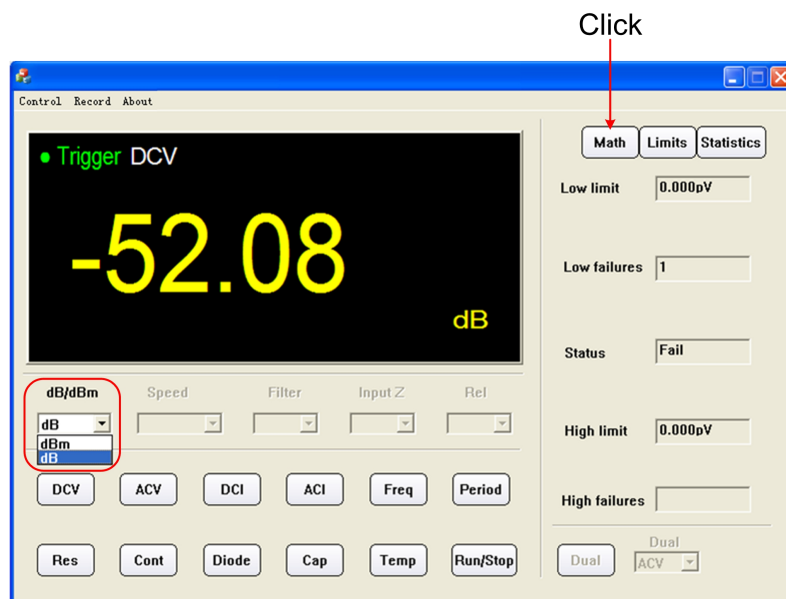 Click
Control Record About
Trigger DCV
-52.08
dB
Math Limits Statistics
Low limit 0.000pV
Low failures 1
Status Fail
High limit 0.000pV
High failures
dB/dBm Speed Filter Input Z Rel
dB
dBm
dB
DCV ACV DCI ACI Freq Period
Res Cont Diode Cap Temp Run/Stop
Dual
Dual ACV